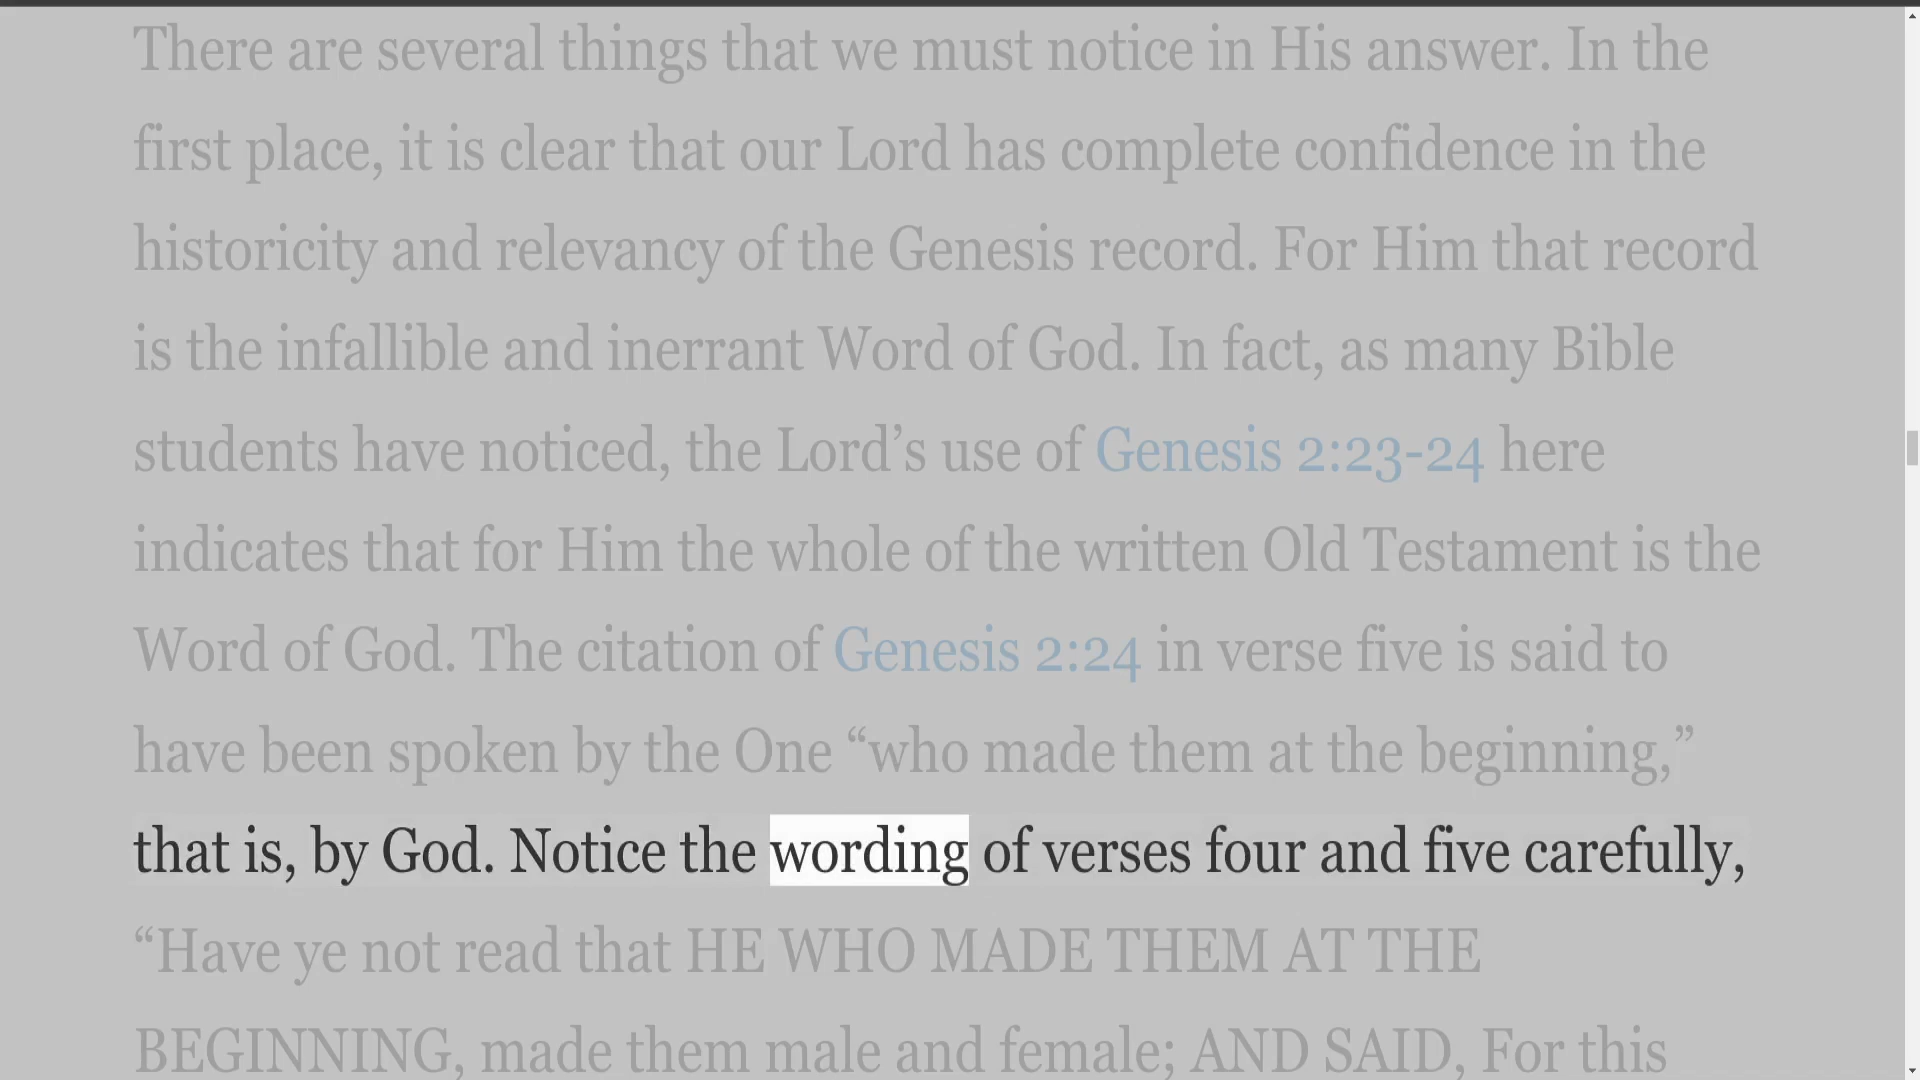 There are several things that we must notice in His answer. In the
first place, it is clear that our Lord has complete confidence in the
historicity and relevancy of the Genesis record. For Him that record
is the infallible and inerrant Word of God. In fact, as many Bible
students have noticed, the Lord’s use of Genesis 2:23-24 here
indicates that for Him the whole of the written Old Testament is the
Word of God. The citation of Genesis 2:24 in verse five is said to
have been spoken by the One “who made them at the beginning,”
that is, by God. Notice the wording of verses four and five carefully,
“Have ye not read that HE WHO MADE THEM AT THE
BEGINNING, made them male and female; AND SAID, For this